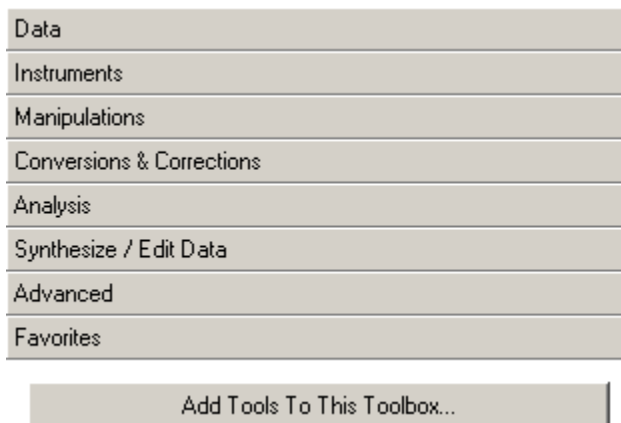 Data
Instruments
Manipulations
Conversions & Corrections
Analysis
Synthesize / Edit Data
Advanced
Favorites
Add Tools To This Toolbox...